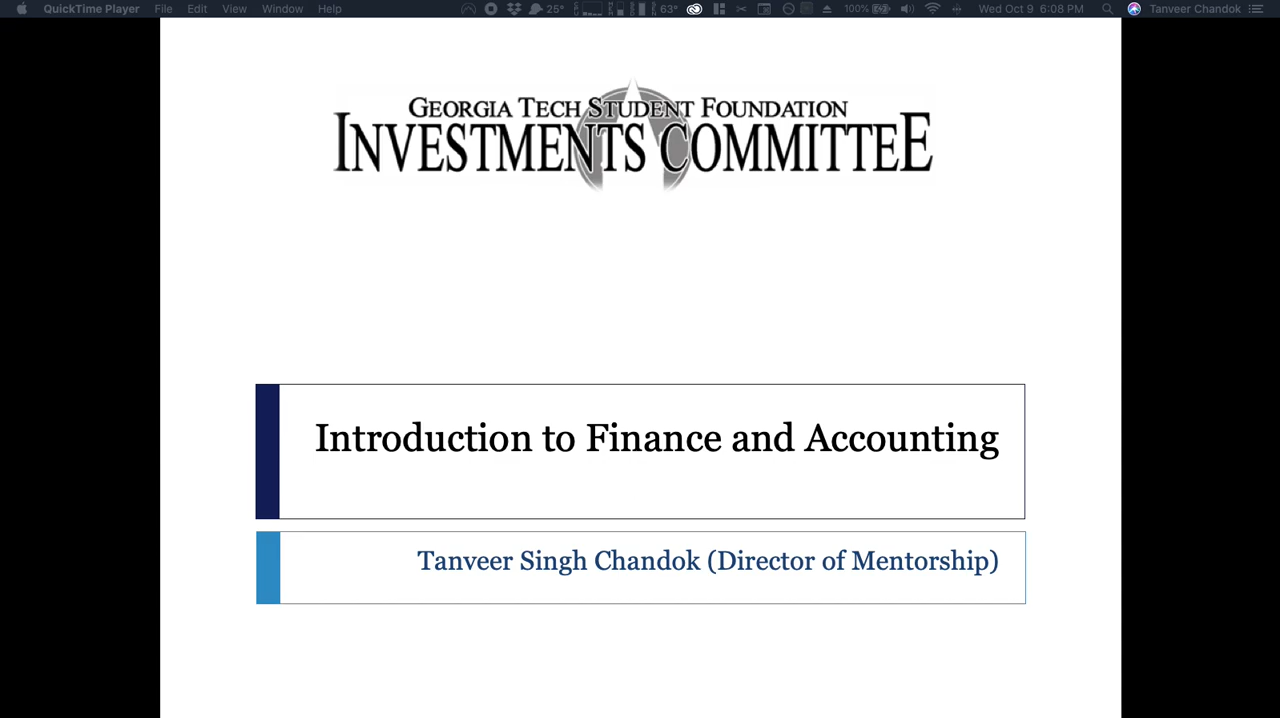 QuickTime Player File Edit View Window Help 25° 63° 100% Wed Oct 9 6:08 PM Tanveer Chandok
GEORGIA TECH STUDENT FOUNDATION
INVESTMENTS COMMITTEE
Introduction to Finance and Accounting
Tanveer Singh Chandok (Director of Mentorship)